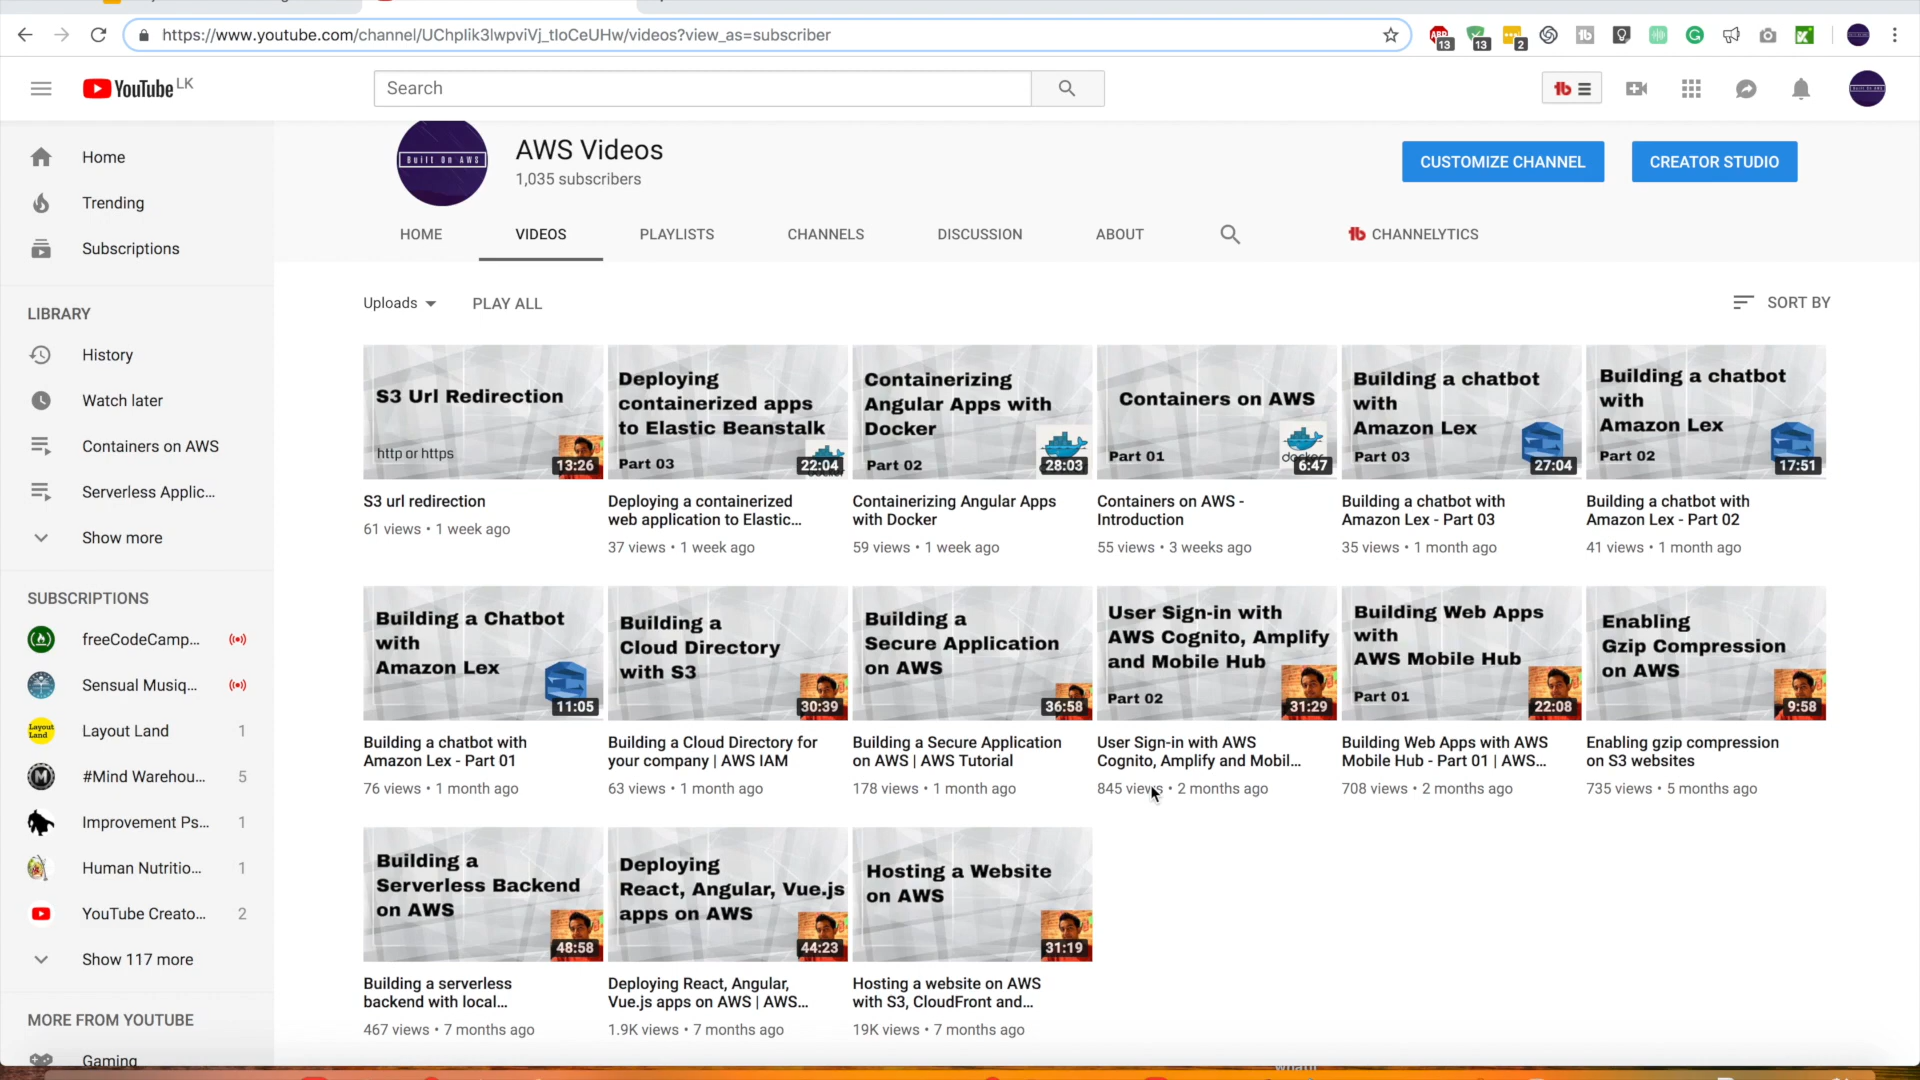 https://www.youtube.com/channel/UChplik3lwpviVj_tIoCeUHw/videos?view_as=subscriber
ABP
13
13
2
YouTube LK
Search
Built On AWS
AWS Videos
1,035 subscribers
CUSTOMIZE CHANNEL
CREATOR STUDIO
HOME
VIDEOS
PLAYLISTS
CHANNELS
DISCUSSION
ABOUT
CHANNELYTICS
Home
Trending
Subscriptions
LIBRARY
History
Watch later
Containers on AWS
Serverless Applic...
Show more
SUBSCRIPTIONS
freeCodeCamp...
Sensual Musiq...
Layout Land
Layout Land 1
#Mind Warehou... 5
Improvement Ps... 1
Human Nutritio... 1
YouTube Creato... 2
Show 117 more
MORE FROM YOUTUBE
Gaming
Uploads
PLAY ALL
SORT BY
S3 Url Redirection
http or https
13:26
S3 url redirection
61 views • 1 week ago
Deploying
containerized apps
to Elastic Beanstalk
Part 03
22:04
Deploying a containerized
web application to Elastic...
37 views • 1 week ago
Containerizing
Angular Apps with
Docker
Part 02
28:03
Containerizing Angular Apps
with Docker
59 views • 1 week ago
Containers on AWS
Part 01
docker
6:47
Containers on AWS -
Introduction
55 views • 3 weeks ago
Building a chatbot
with
Amazon Lex
Part 03
27:04
Building a chatbot with
Amazon Lex - Part 03
35 views • 1 month ago
Building a chatbot
with
Amazon Lex
Part 02
17:51
Building a chatbot with
Amazon Lex - Part 02
41 views • 1 month ago
Building a Chatbot
with
Amazon Lex
11:05
Building a chatbot with
Amazon Lex - Part 01
76 views • 1 month ago
Building a
Cloud Directory
with S3
30:39
Building a Cloud Directory for
your company | AWS IAM
63 views • 1 month ago
Building a
Secure Application
on AWS
36:58
Building a Secure Application
on AWS | AWS Tutorial
178 views • 1 month ago
User Sign-in with
AWS Cognito, Amplify
and Mobile Hub
Part 02
31:29
User Sign-in with AWS
Cognito, Amplify and Mobil...
845 views • 2 months ago
Building Web Apps
with
AWS Mobile Hub
Part 01
22:08
Building Web Apps with AWS
Mobile Hub - Part 01 | AWS...
708 views • 2 months ago
Enabling
Gzip Compression
on AWS
9:58
Enabling gzip compression
on S3 websites
735 views • 5 months ago
Building a
Serverless Backend
on AWS
48:58
Building a serverless
backend with local...
467 views • 7 months ago
Deploying
React, Angular, Vue.js
apps on AWS
44:23
Deploying React, Angular,
Vue.js apps on AWS | AWS...
1.9K views • 7 months ago
Hosting a Website
on AWS
31:19
Hosting a website on AWS
with S3, CloudFront and...
19K views • 7 months ago